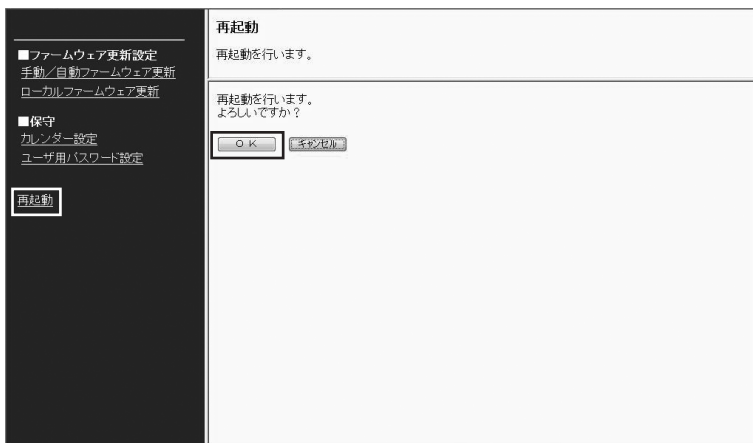 ■ファームウェア更新設定
手動／自動ファームウェア更新
ローカルファームウェア更新
■保守
カレンダー設定
ユーザ用パスワード設定
再起動
再起動
再起動を行います。
再起動を行います。
よろしいですか？
ＯＫ キャンセル